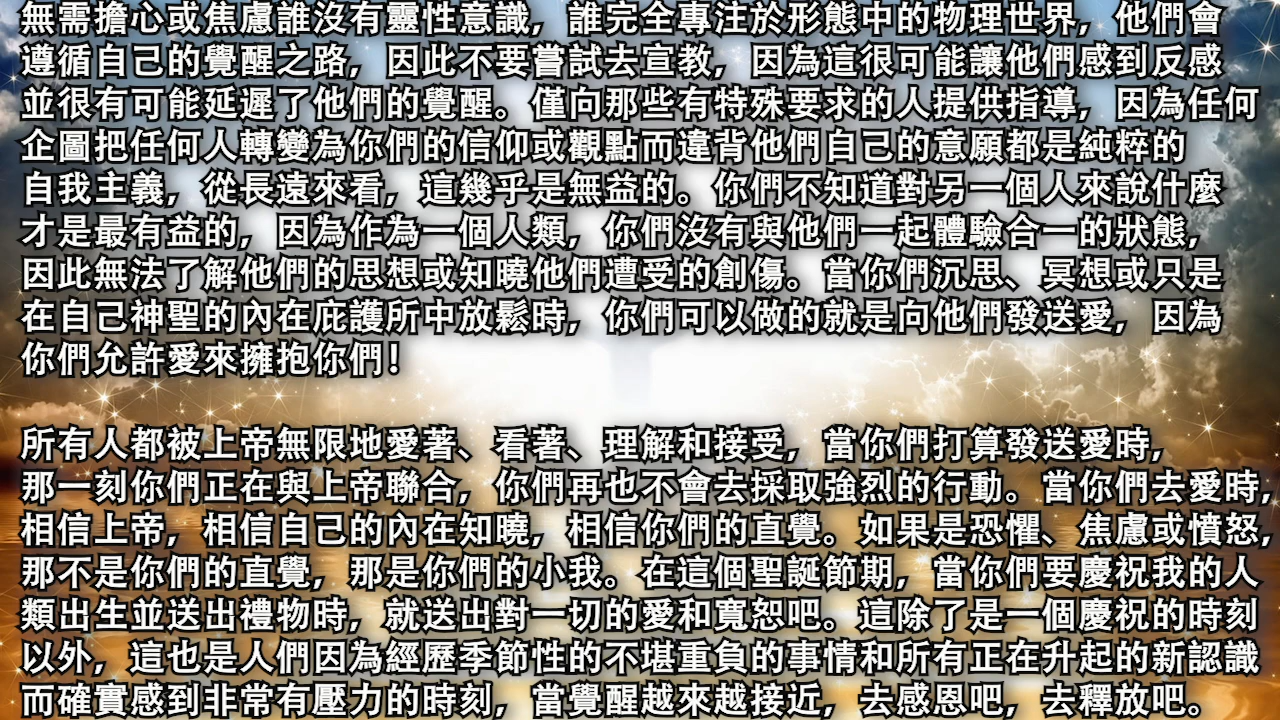 無需擔心或焦慮誰沒有靈性意識，誰完全專注於形態中的物理世界，他們會
遵循自己的覺醒之路，因此不要嘗試去宣教，因為這很可能讓他們感到反感
並很有可能延遲了他們的覺醒。僅向那些有特殊要求的人提供指導，因為任何
企圖把任何人轉變為你們的信仰或觀點而違背他們自己的意願都是純粹的
自我主義，從長遠來看，這幾乎是無益的。你們不知道對另一個人來說什麼
才是最有益的，因為作為一個人類，你們沒有與他們一起體驗合一的狀態，
因此無法了解他們的思想或知曉他們遭受的創傷。當你們沉思、冥想或只是
在自己神聖的內在庇護所中放鬆時，你們可以做的就是向他們發送愛，因為
你們允許愛來擁抱你們！
所有人都被上帝無限地愛著、看著、理解和接受，當你們打算發送愛時，
那一刻你們正在與上帝聯合，你們再也不會去採取強烈的行動。當你們去愛時，
相信上帝，相信自己的內在知曉，相信你們的直覺。如果是恐懼、焦慮或憤怒，
那不是你們的直覺，那是你們的小我。在這個聖誕節期，當你們要慶祝我的人
類出生並送出禮物時，就送出對一切的愛和寬恕吧。這除了是一個慶祝的時刻
以外，這也是人們因為經歷季節性的不堪重負的事情和所有正在升起的新認識
而確實感到非常有壓力的時刻，當覺醒越來越接近，去感恩吧，去釋放吧。